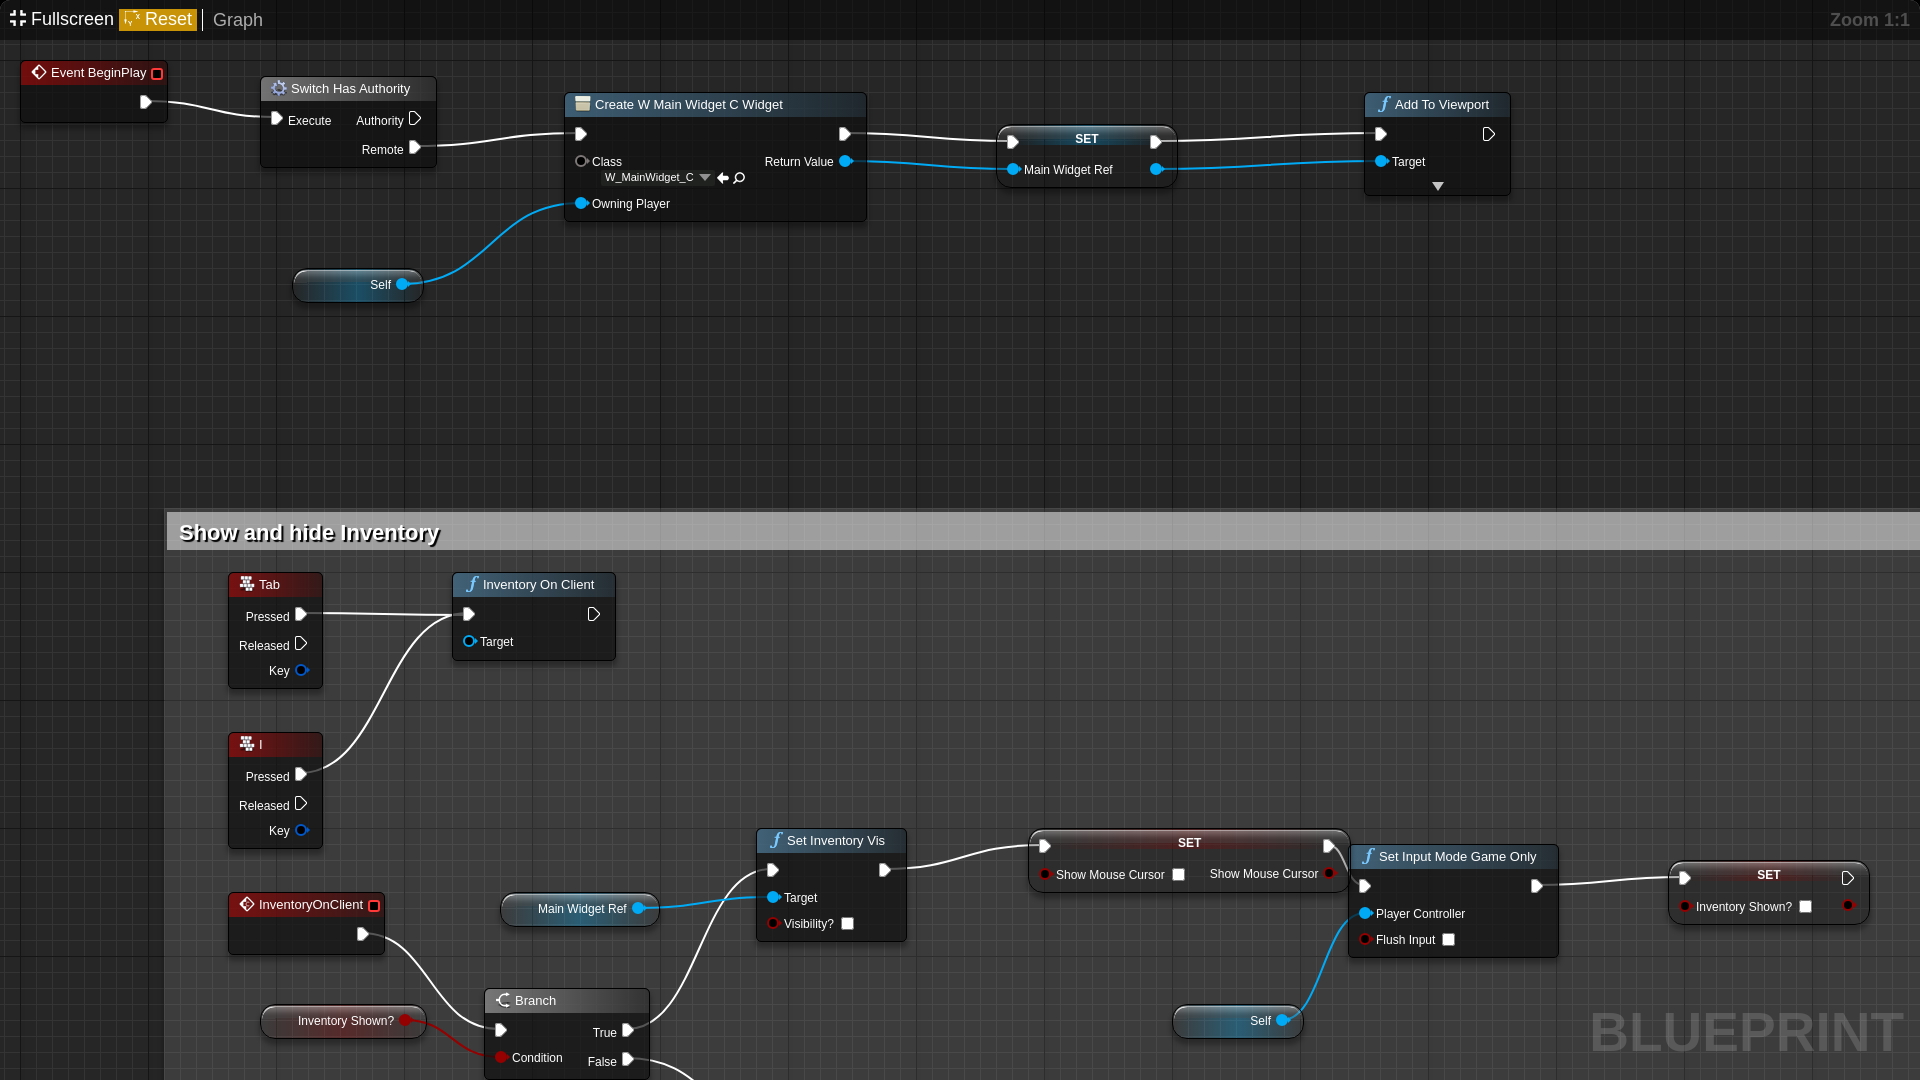 Fullscreen Reset Graph Zoom 1:1
Event BeginPlay
Switch Has Authority
Execute Authority
Remote
Create W Main Widget C Widget
Class Return Value
W_MainWidget_C
Owning Player
SET
Main Widget Ref
Add To Viewport
Target
Self
Show and hide Inventory
Tab
Pressed
Released
Key
Inventory On Client
Target
I
Pressed
Released
Key
Set Inventory Vis
Target
Visibility?
SET
Show Mouse Cursor Show Mouse Cursor
Set Input Mode Game Only
Player Controller
Flush Input
SET
Inventory Shown?
InventoryOnClient
Main Widget Ref
Inventory Shown?
Branch
True
Condition False
Self
BLUEPRINT